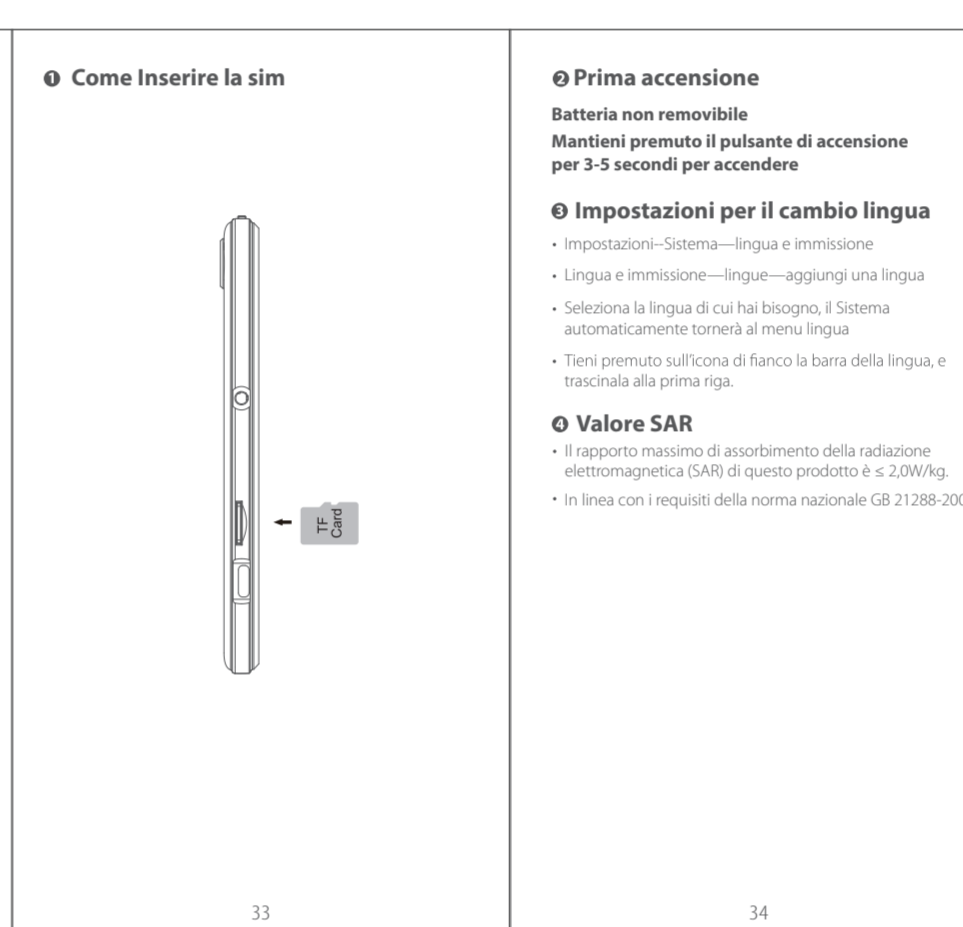 ❶ Come Inserire la sim
TF
Card
33
❷ Prima accensione
Batteria non removibile
Mantieni premuto il pulsante di accensione
per 3-5 secondi per accendere
❸ Impostazioni per il cambio lingua
• Impostazioni--Sistema—lingua e immissione
• Lingua e immissione—lingue—aggiungi una lingua
• Seleziona la lingua di cui hai bisogno, il Sistema
automaticamente tornerà al menu lingua
• Tieni premuto sull'icona di fianco la barra della lingua, e
trascinala alla prima riga.
❹ Valore SAR
• Il rapporto massimo di assorbimento della radiazione
elettromagnetica (SAR) di questo prodotto è ≤ 2,0W/kg.
• In linea con i requisiti della norma nazionale GB 21288-200
34